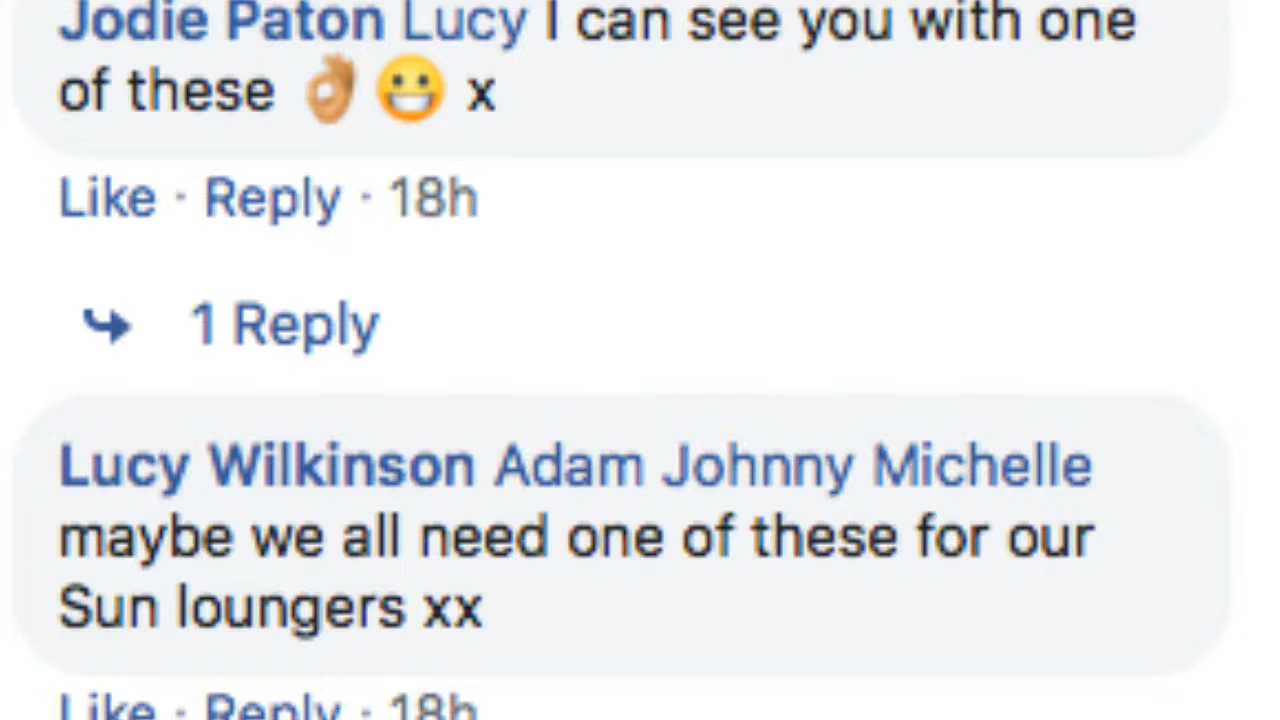 Jodie Paton Lucy I can see you with one
of these 👌🏽😀 x
Like · Reply · 18h
1 Reply
Lucy Wilkinson Adam Johnny Michelle
maybe we all need one of these for our
Sun loungers xx
Like · Reply · 18h